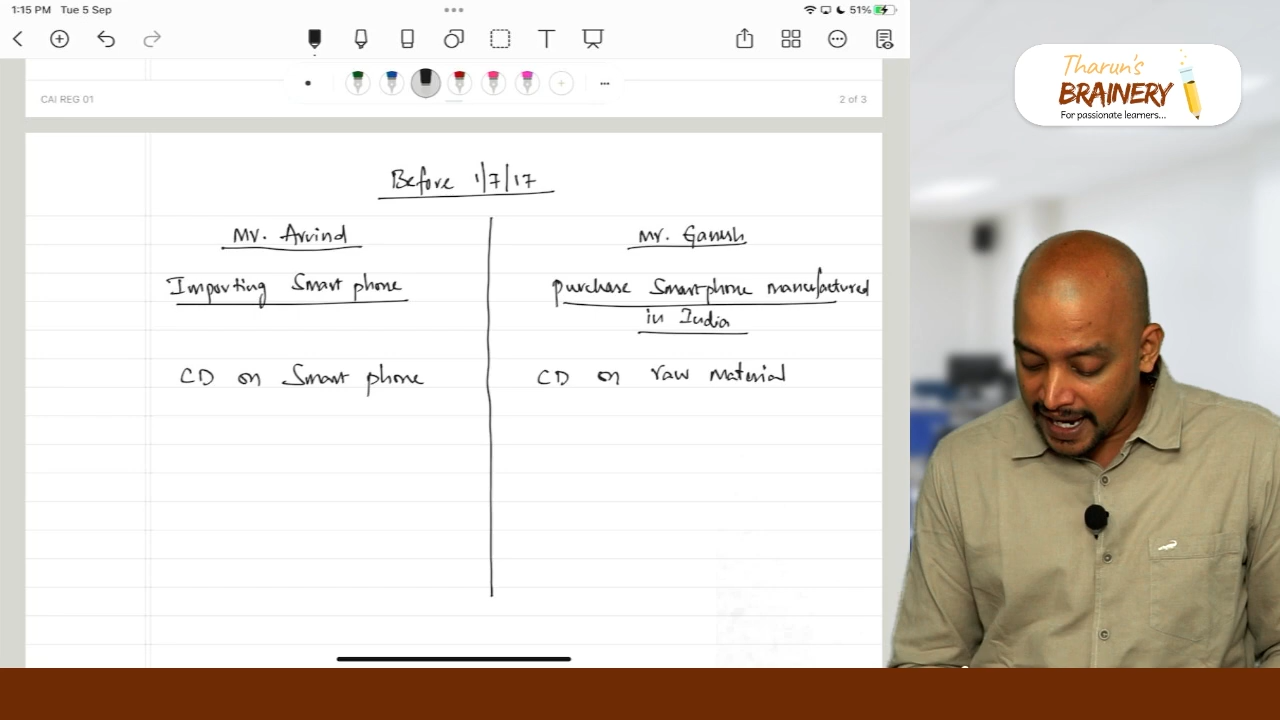 1:15 PM Tue 5 Sep
51%
T
CAI REG 01
2 of 3
Before 1/7/17
Mr. Arvind
Mr. Ganesh
Importing Smart phone
purchase Smartphone manufactured
in India
CD on Smart phone
CD on raw material
Tharun's
BRAINERY
For passionate learners...